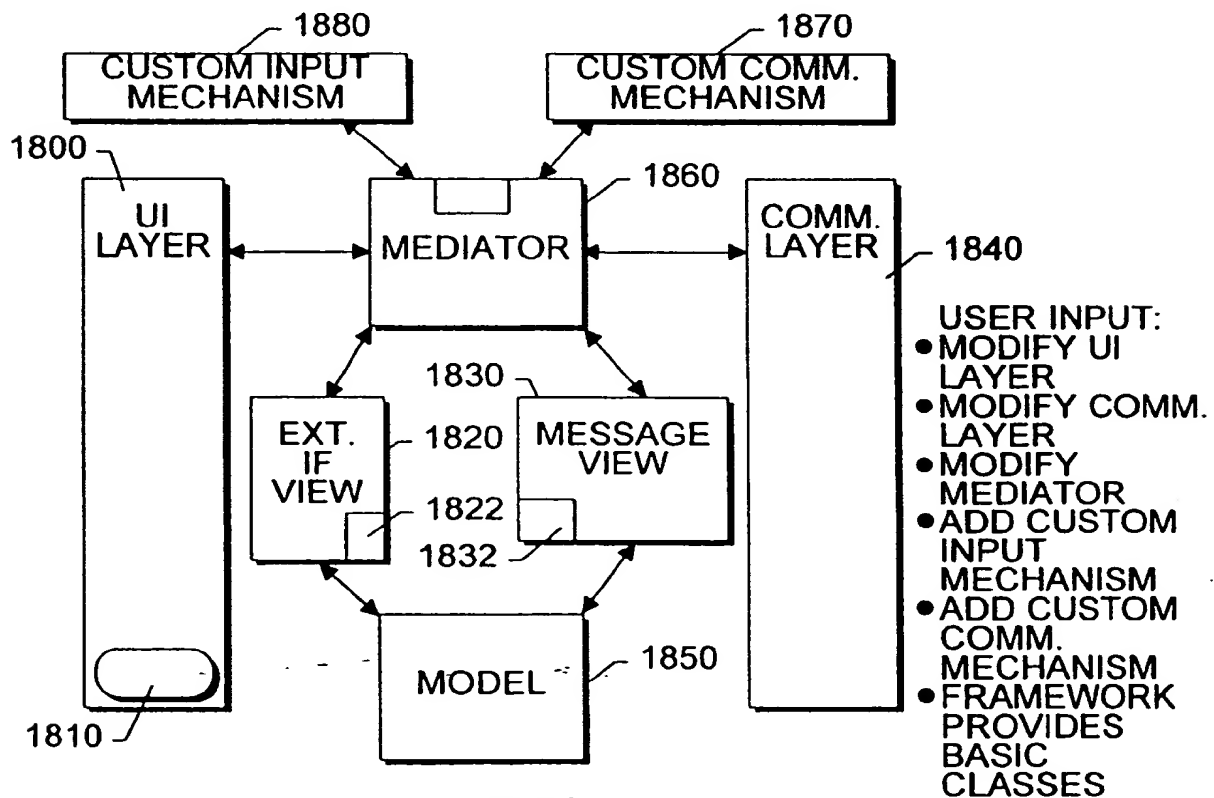 1880
1870
CUSTOM INPUT
MECHANISM
CUSTOM COMM.
MECHANISM
1800
UI
LAYER
1860
MEDIATOR
COMM.
LAYER
1840
1830
EXT.
IF
VIEW
1820
1822
MESSAGE
VIEW
1832
MODEL
1850
1810
USER INPUT:
● MODIFY UI
LAYER
● MODIFY COMM.
LAYER
● MODIFY
MEDIATOR
● ADD CUSTOM
INPUT
MECHANISM
● ADD CUSTOM
COMM.
MECHANISM
● FRAMEWORK
PROVIDES
BASIC
CLASSES